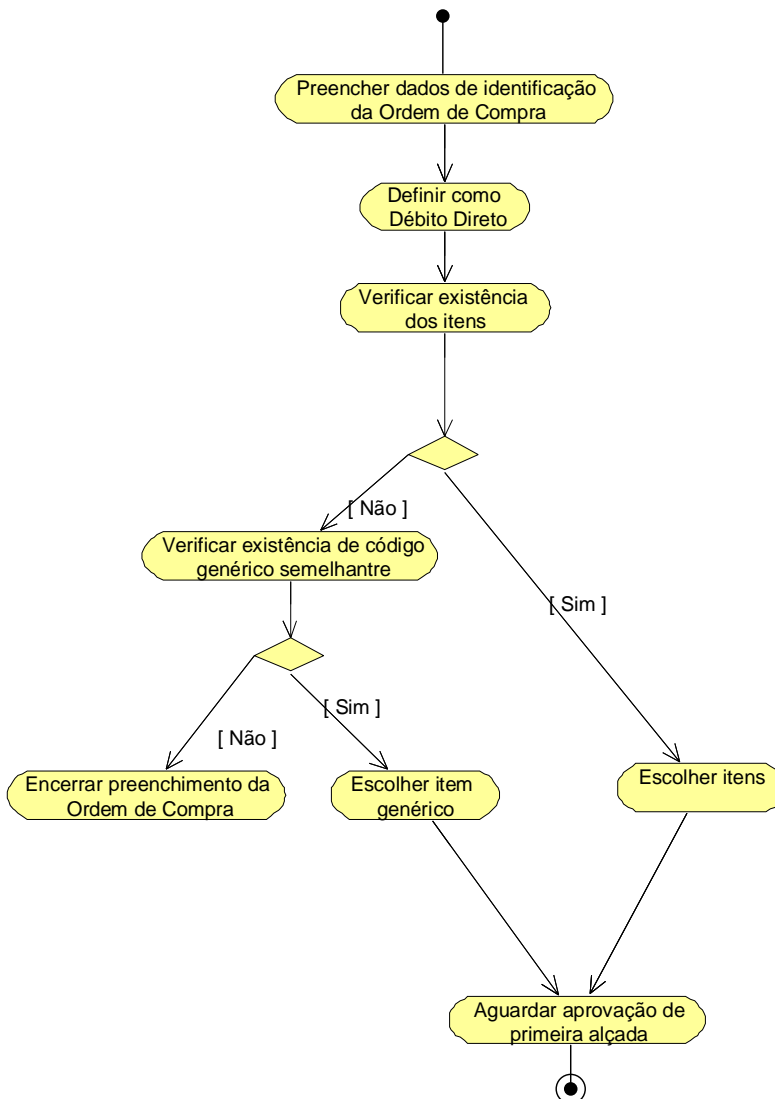 Preencher dados de identificação
da Ordem de Compra
Definir como
Débito Direto
Verificar existência
dos itens
[ Não ]
Verificar existência de código
genérico semelhantre
[ Sim ]
[ Sim ]
[ Não ]
Encerrar preenchimento da
Ordem de Compra
Escolher item
genérico
Escolher itens
Aguardar aprovação de
primeira alçada